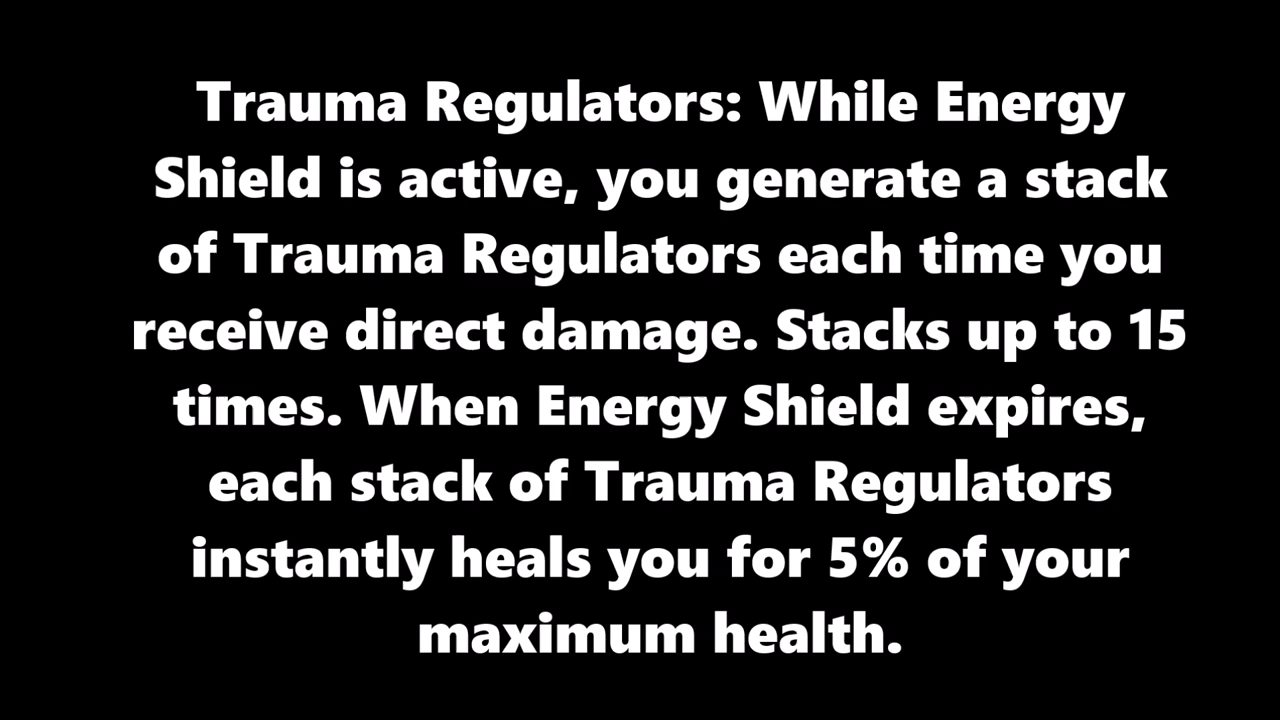 Trauma Regulators: While Energy
Shield is active, you generate a stack
of Trauma Regulators each time you
receive direct damage. Stacks up to 15
times. When Energy Shield expires,
each stack of Trauma Regulators
instantly heals you for 5% of your
maximum health.